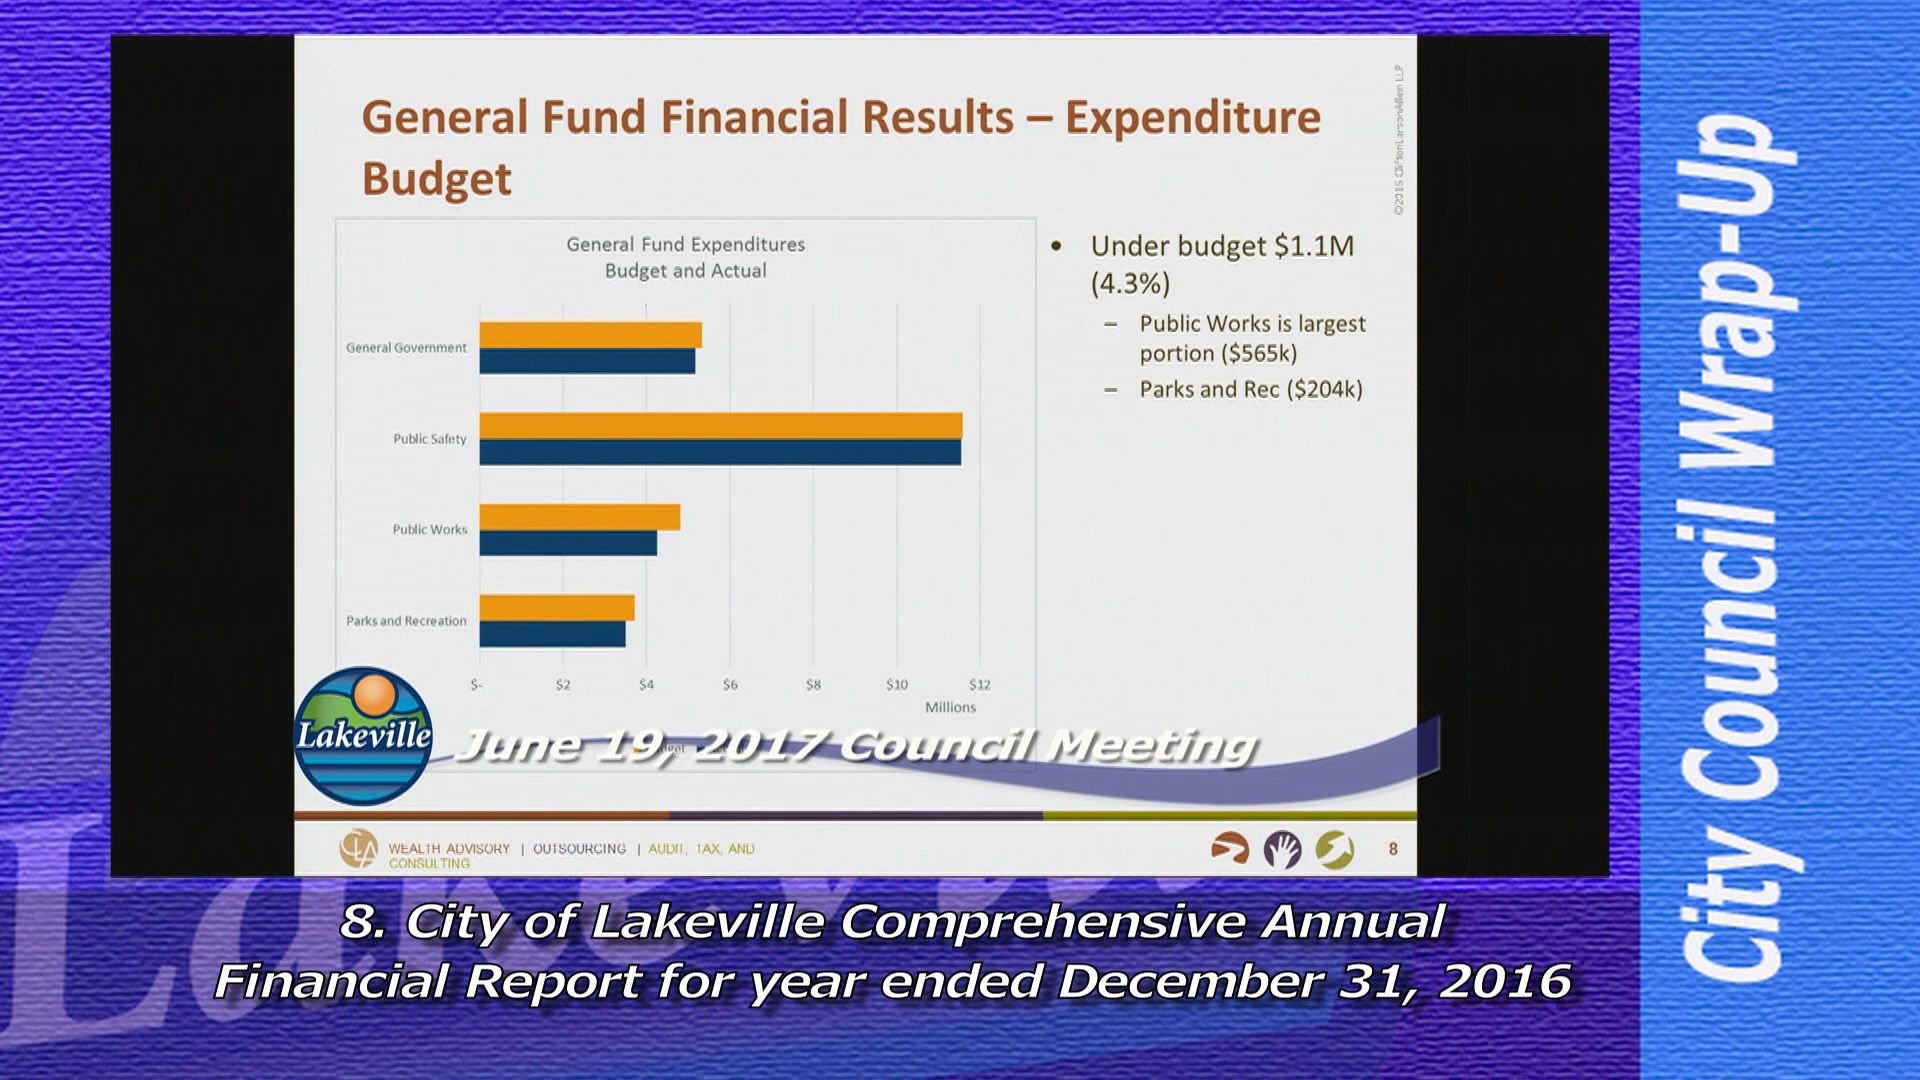 General Fund Financial Results – Expenditure
Budget
©2016 CliftonLarsonAllen LLP
General Fund Expenditures
Budget and Actual
General Government
Public Safety
Public Works
Parks and Recreation
$-
$2
$4
$6
$8
$10
$12
Millions
• Under budget $1.1M
(4.3%)
– Public Works is largest
portion ($565k)
– Parks and Rec ($204k)
Lakeville
June 19, 2017 Council Meeting
CLA
WEALTH ADVISORY | OUTSOURCING | AUDIT, TAX, AND
CONSULTING
8
8. City of Lakeville Comprehensive Annual
Financial Report for year ended December 31, 2016
City Council Wrap-Up